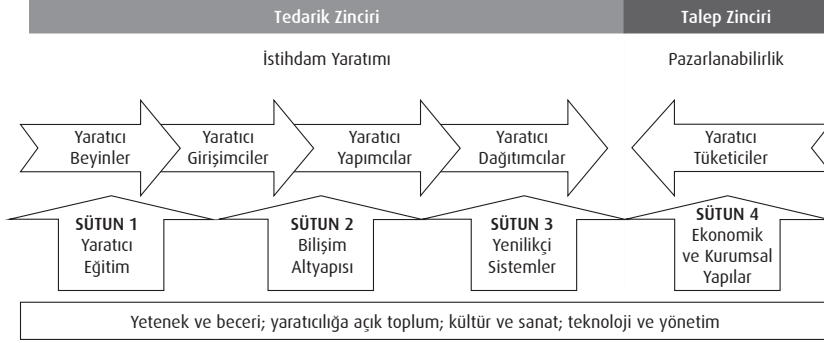 Tedarik Zinciri
Talep Zinciri
İstihdam Yaratımı
Pazarlanabilirlik
Yaratıcı
Beyinler
Yaratıcı
Girişimciler
Yaratıcı
Yapımcılar
Yaratıcı
Dağıtımcılar
Yaratıcı
Tüketiciler
SÜTUN 1
Yaratıcı
Eğitim
SÜTUN 2
Bilişim
Altyapısı
SÜTUN 3
Yenilikçi
Sistemler
SÜTUN 4
Ekonomik
ve Kurumsal
Yapılar
Yetenek ve beceri; yaratıcılığa açık toplum; kültür ve sanat; teknoloji ve yönetim